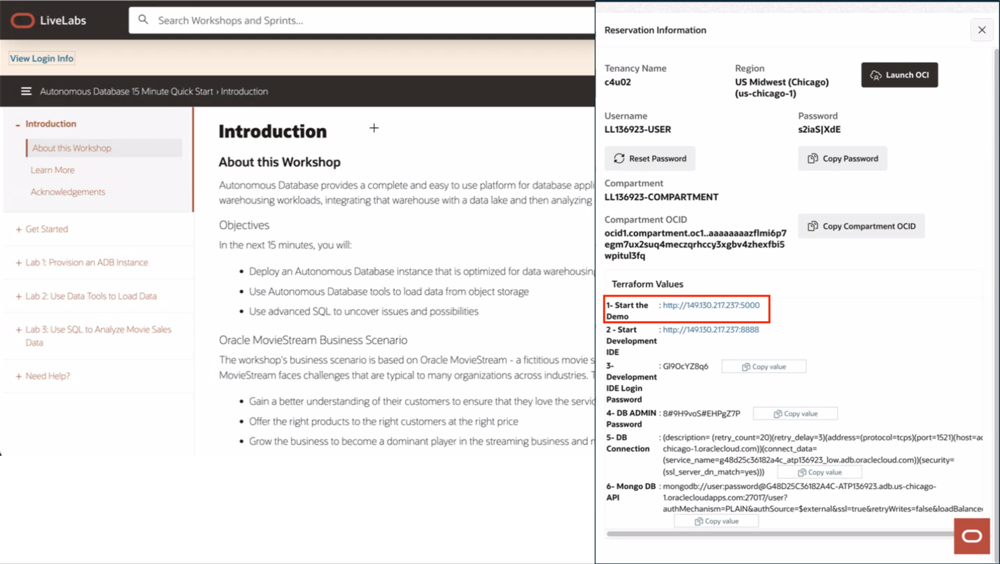 LiveLabs
Search Workshops and Sprints...
View Login Info
Autonomous Database 15 Minute Quick Start › Introduction
- Introduction
About this Workshop
Learn More
Acknowledgements
+ Get Started
+ Lab 1: Provision an ADB Instance
+ Lab 2: Use Data Tools to Load Data
+ Lab 3: Use SQL to Analyze Movie Sales
Data
+ Need Help?
Introduction
About this Workshop
Autonomous Database provides a complete and easy to use platform for database appli
warehousing workloads, integrating that warehouse with a data lake and then analyzing
Objectives
In the next 15 minutes, you will:
• Deploy an Autonomous Database instance that is optimized for data warehousing
• Use Autonomous Database tools to load data from object storage
• Use advanced SQL to uncover issues and possibilities
Oracle MovieStream Business Scenario
The workshop's business scenario is based on Oracle MovieStream - a fictitious movie s
MovieStream faces challenges that are typical to many organizations across industries. T
• Gain a better understanding of their customers to ensure that they love the servic
• Offer the right products to the right customers at the right price
• Grow the business to become a dominant player in the streaming business and m
Reservation Information
Tenancy Name
c4u02
Region
US Midwest (Chicago)
(us-chicago-1)
Launch OCI
Username
LL136923-USER
Password
s2iaS|XdE
Reset Password
Copy Password
Compartment
LL136923-COMPARTMENT
Compartment OCID
ocid1.compartment.oc1..aaaaaaaazflmi6p7
egm7ux2suq4meczqrhccy3xgbv4zhexfbi5
wpitul3fq
Copy Compartment OCID
Terraform Values
1- Start the : http://149.130.217.237:5000
Demo
2 - Start : http://149.130.217.237:8888
Development
IDE
3- : GI9OcYZ8q6 Copy value
Development
IDE Login
Password
4- DB ADMIN : 8#9H9voS#EHPgZ7P Copy value
Password
5- DB : (description= (retry_count=20)(retry_delay=3)(address=(protocol=tcps)(port=1521)(host=ad
Connection chicago-1.oraclecloud.com))(connect_data=
(service_name=g48d25c36182a4c_atp136923_low.adb.oraclecloud.com))(security=
(ssl_server_dn_match=yes))) Copy value
6- Mongo DB : mongodb://user:password@G48D25C36182A4C-ATP136923.adb.us-chicago-
API 1.oraclecloudapps.com:27017/user?
authMechanism=PLAIN&authSource=$external&ssl=true&retryWrites=false&loadBalance
Copy value